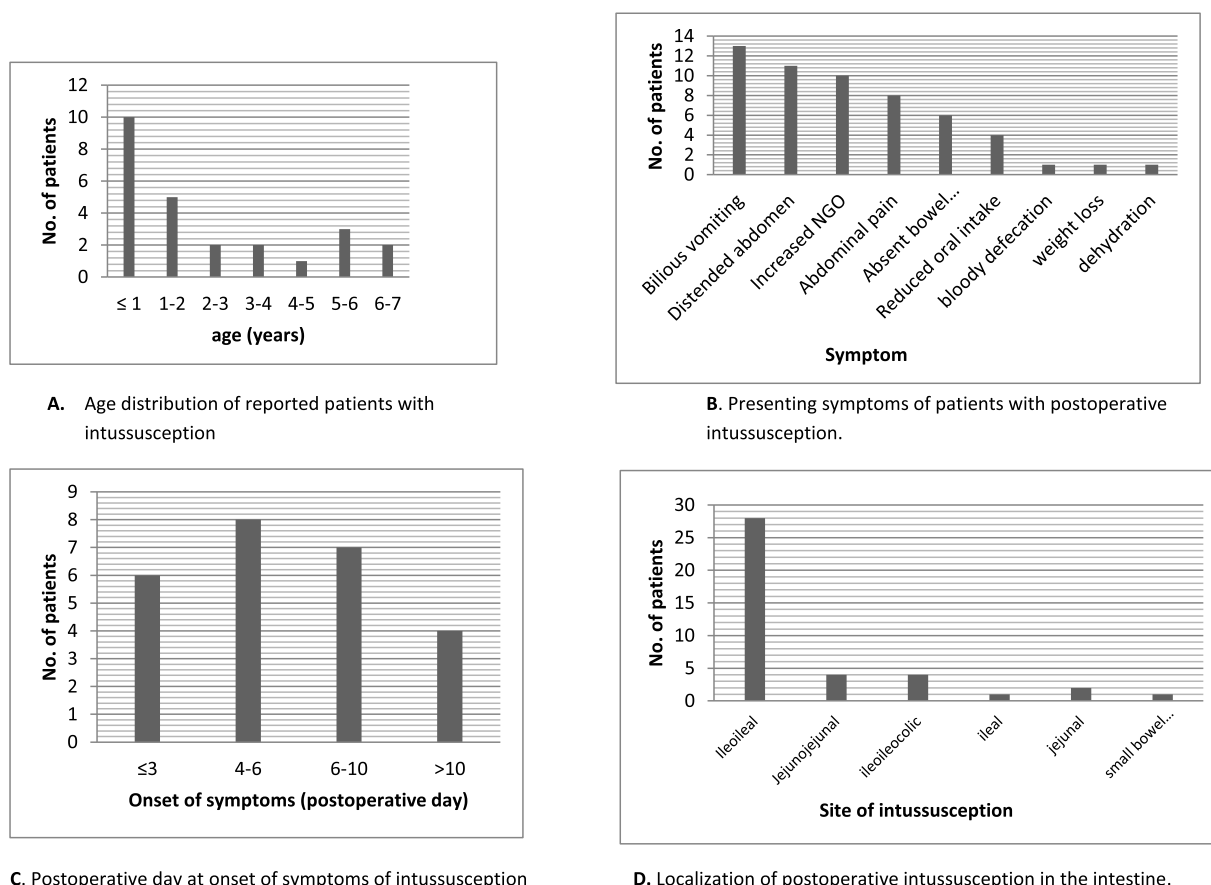 12
10
8
6
4
2
0
No. of patients
≤ 1 1-2 2-3 3-4 4-5 5-6 6-7
age (years)
A. Age distribution of reported patients with
intussusception
14
12
10
8
6
4
2
0
No. of patients
Bilious vomiting
Distended abdomen
Increased NGO
Abdominal pain
Absent bowel...
Reduced oral intake
bloody defecation
weight loss
dehydration
Symptom
B. Presenting symptoms of patients with postoperative
intussusception.
9
8
7
6
5
4
3
2
1
0
No. of patients
≤3 4-6 6-10 >10
Onset of symptoms (postoperative day)
C. Postoperative day at onset of symptoms of intussusception
30
25
20
15
10
5
0
No. of patients
Ileoileal
Jejunojejunal
ileoileocolic
ileal
jejunal
small bowel...
Site of intussusception
D. Localization of postoperative intussusception in the intestine.